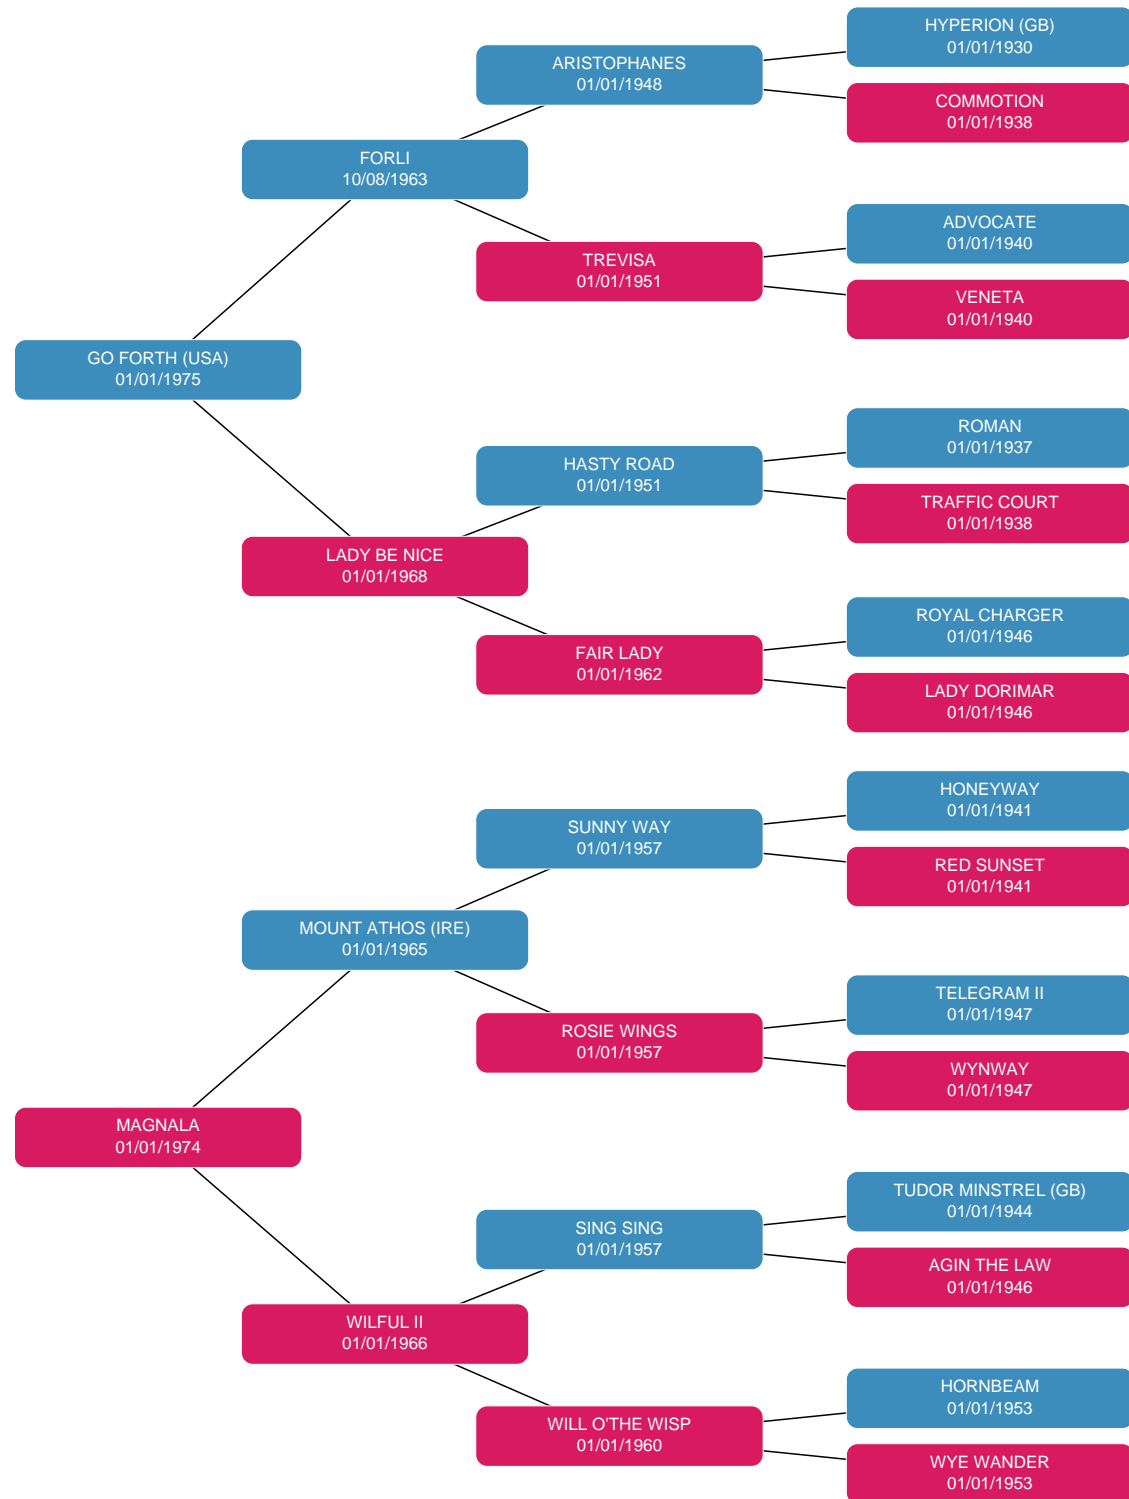 HYPERION (GB)
01/01/1930
ARISTOPHANES
01/01/1948
COMMOTION
01/01/1938
FORLI
10/08/1963
ADVOCATE
01/01/1940
TREVISA
01/01/1951
VENETA
01/01/1940
GO FORTH (USA)
01/01/1975
ROMAN
01/01/1937
HASTY ROAD
01/01/1951
TRAFFIC COURT
01/01/1938
LADY BE NICE
01/01/1968
ROYAL CHARGER
01/01/1946
FAIR LADY
01/01/1962
LADY DORIMAR
01/01/1946
HONEYWAY
01/01/1941
SUNNY WAY
01/01/1957
RED SUNSET
01/01/1941
MOUNT ATHOS (IRE)
01/01/1965
TELEGRAM II
01/01/1947
ROSIE WINGS
01/01/1957
WYNWAY
01/01/1947
MAGNALA
01/01/1974
TUDOR MINSTREL (GB)
01/01/1944
SING SING
01/01/1957
AGIN THE LAW
01/01/1946
WILFUL II
01/01/1966
HORNBEAM
01/01/1953
WILL O'THE WISP
01/01/1960
WYE WANDER
01/01/1953